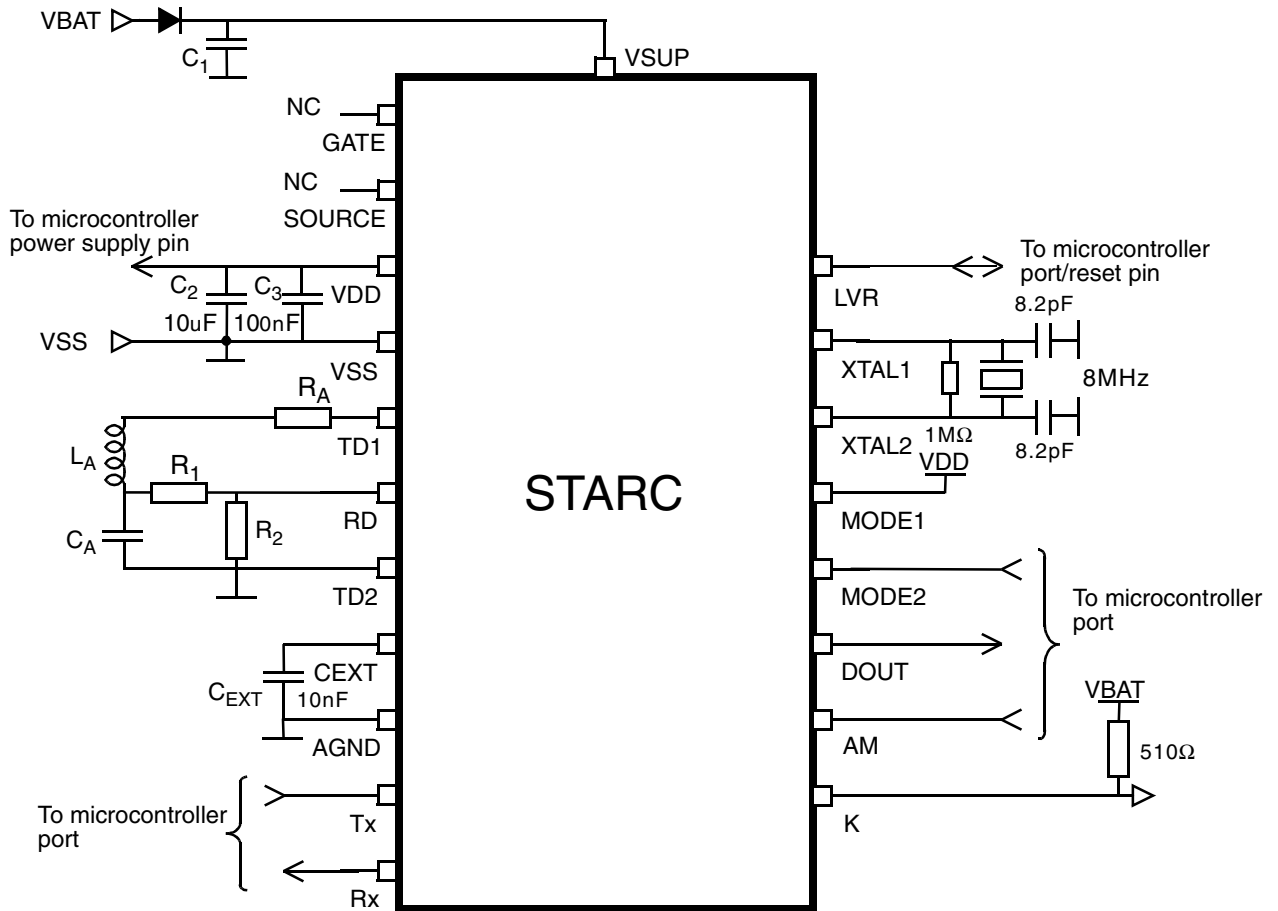 VBAT
C1
VSUP
NC
GATE
NC
SOURCE
To microcontroller
power supply pin
C2
C3
VDD
10uF
100nF
VSS
VSS
RA
TD1
LA
R1
RD
R2
CA
TD2
CEXT
CEXT
10nF
AGND
To microcontroller
port
Tx
Rx
STARC
LVR
To microcontroller
port/reset pin
8.2pF
XTAL1
8MHz
XTAL2
1MΩ
8.2pF
VDD
MODE1
MODE2
To microcontroller
port
DOUT
VBAT
AM
510Ω
K